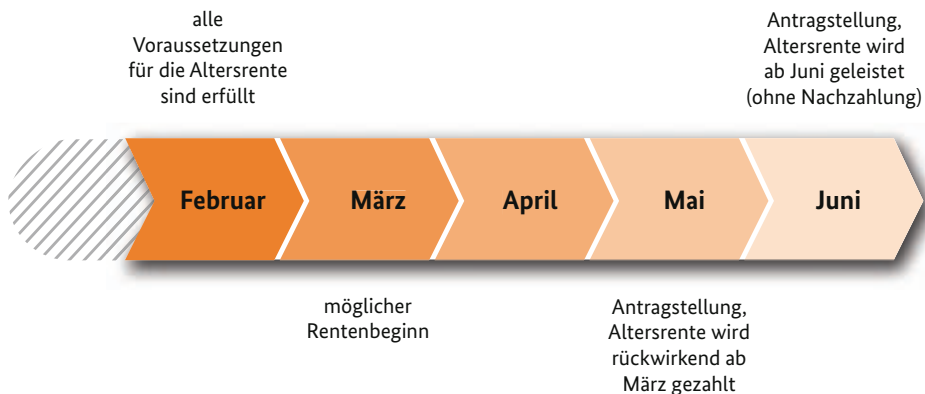 alle
Voraussetzungen
für die Altersrente
sind erfüllt
Antragstellung,
Altersrente wird
ab Juni geleistet
(ohne Nachzahlung)
Februar
März
April
Mai
Juni
möglicher
Rentenbeginn
Antragstellung,
Altersrente wird
rückwirkend ab
März gezahlt